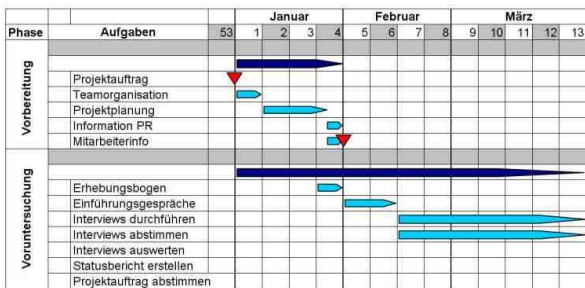 Januar Februar März
Phase Aufgaben 53 1 2 3 4 5 6 7 8 9 10 11 12 13
Vorbereitung
Projektauftrag
Teamorganisation
Projektplanung
Information PR
Mitarbeiterinfo
Voruntersuchung
Erhebungsbogen
Einführungsgespräche
Interviews durchführen
Interviews abstimmen
Interviews auswerten
Statusbericht erstellen
Projektauftrag abstimmen